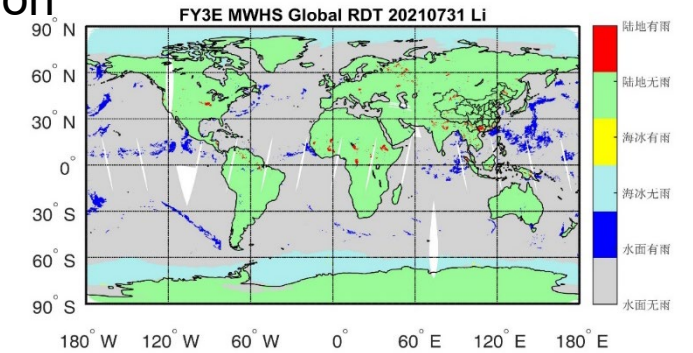 on
FY3E MWHS Global RDT 20210731 Li
90° N
60° N
30° N
0°
30° S
60° S
90° S
180° W 120° W 60° W 0° 60° E 120° E 180° E
陆地有雨
陆地无雨
海冰有雨
海冰无雨
水面有雨
水面无雨